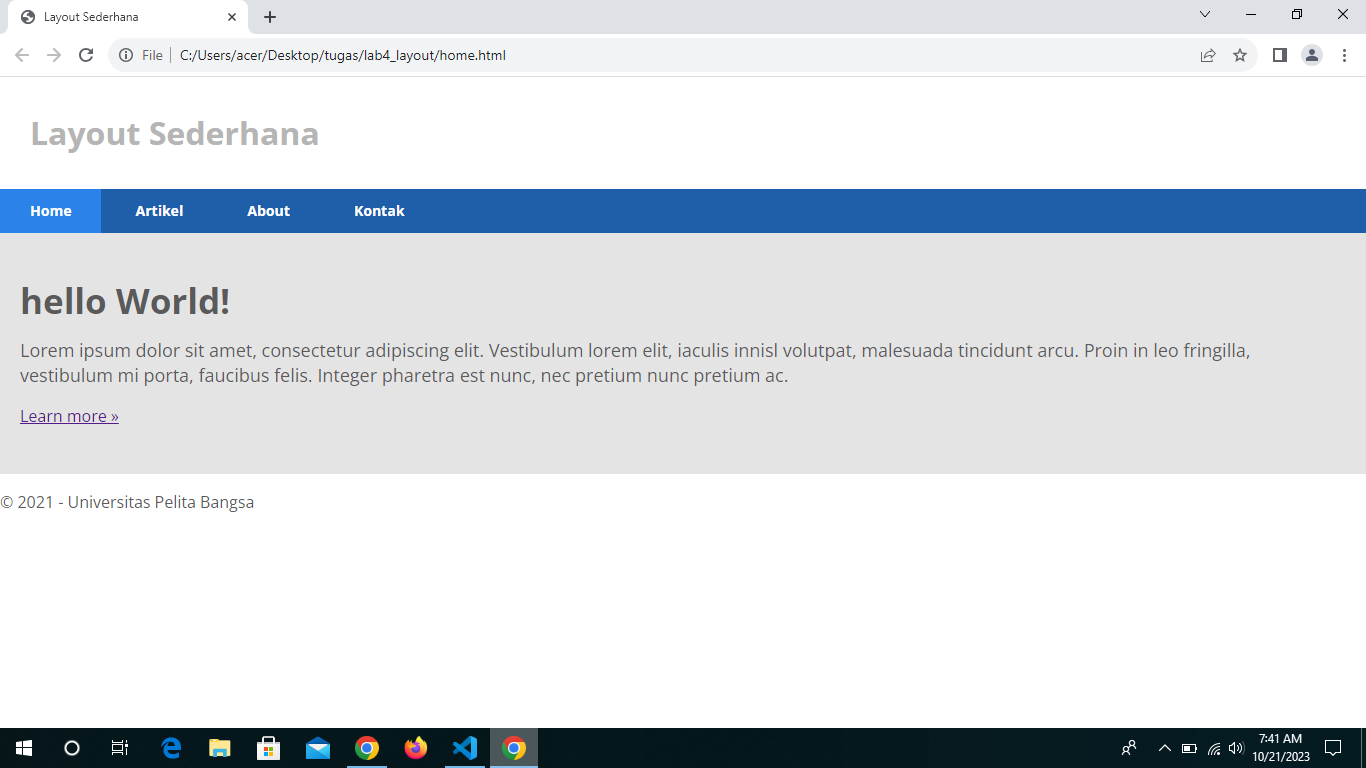 Layout Sederhana
File C:/Users/acer/Desktop/tugas/lab4_layout/home.html
Layout Sederhana
Home Artikel About Kontak
hello World!
Lorem ipsum dolor sit amet, consectetur adipiscing elit. Vestibulum lorem elit, iaculis innisl volutpat, malesuada tincidunt arcu. Proin in leo fringilla,
vestibulum mi porta, faucibus felis. Integer pharetra est nunc, nec pretium nunc pretium ac.
Learn more »
© 2021 - Universitas Pelita Bangsa
7:41 AM
10/21/2023